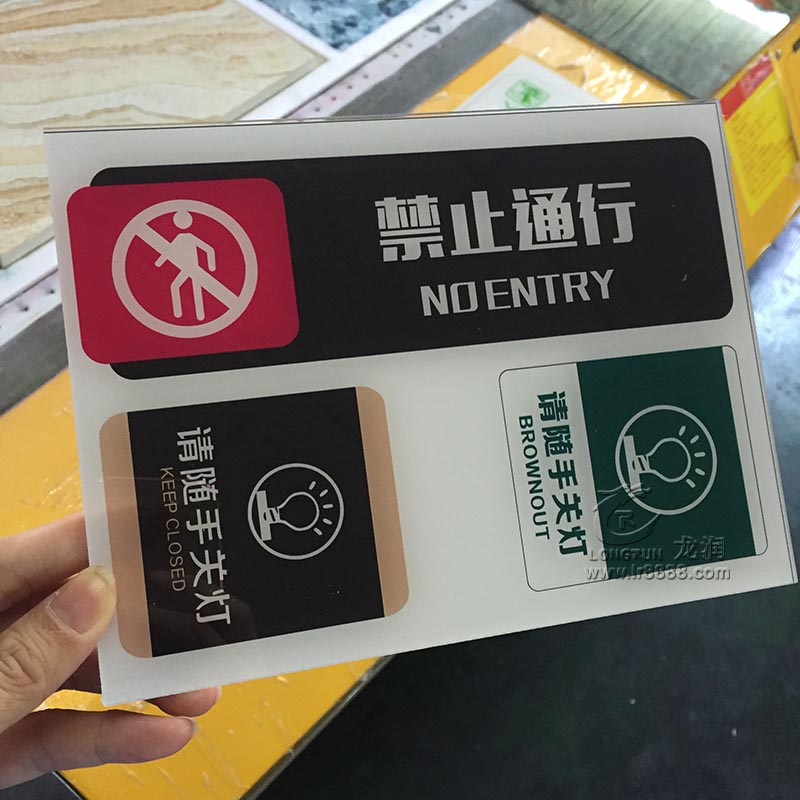 禁止通行
NO ENTRY
请随手关灯
KEEP CLOSED
请随手关灯
BROWNOUT
LONGRUN 龙润
www.lr8668.com